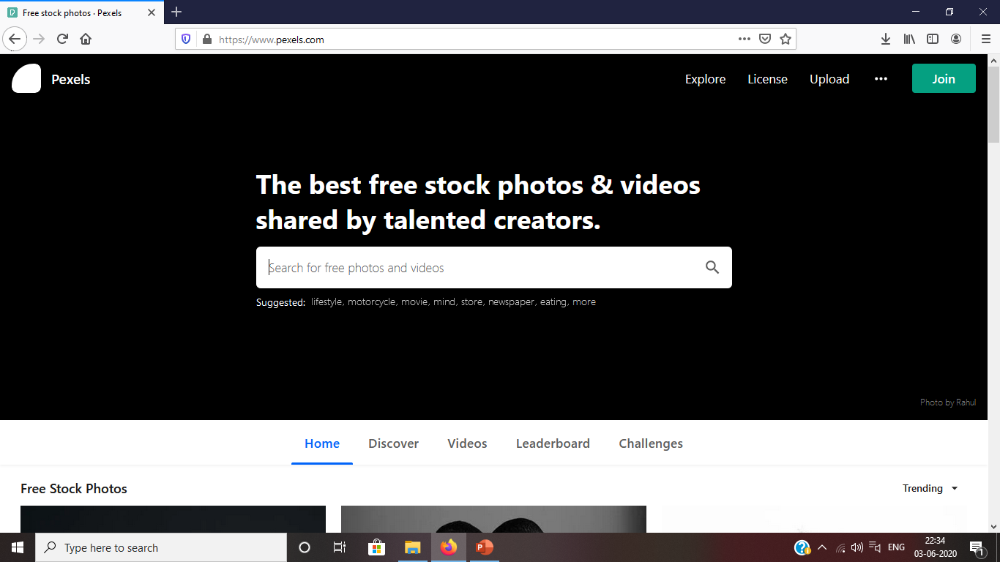 Free stock photos · Pexels
https://www.pexels.com
Pexels
Explore License Upload ••• Join
The best free stock photos & videos
shared by talented creators.
Search for free photos and videos
Suggested: lifestyle, motorcycle, movie, mind, store, newspaper, eating, more
Photo by Rahul
Home Discover Videos Leaderboard Challenges
Free Stock Photos
Trending
Type here to search
ENG
22:34
03-06-2020
1